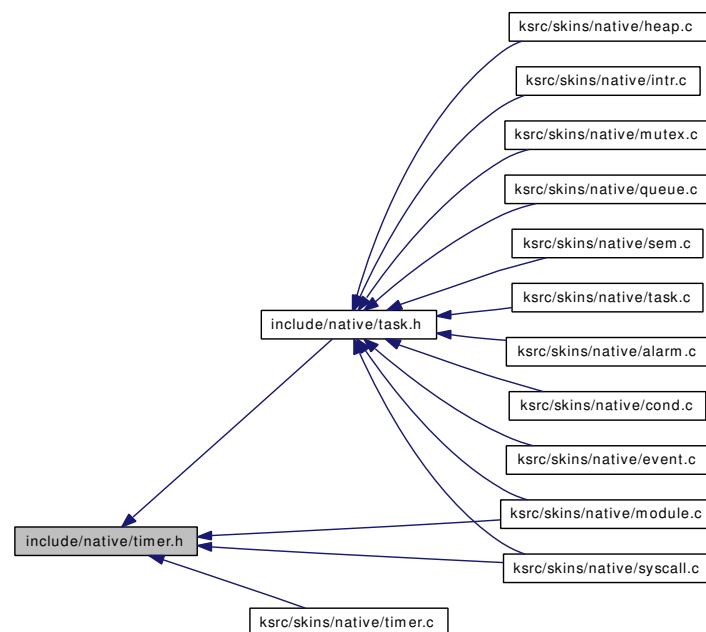 ksrc/skins/native/heap.c
ksrc/skins/native/intr.c
ksrc/skins/native/mutex.c
ksrc/skins/native/queue.c
ksrc/skins/native/sem.c
ksrc/skins/native/task.c
include/native/task.h
ksrc/skins/native/alarm.c
ksrc/skins/native/cond.c
ksrc/skins/native/event.c
ksrc/skins/native/module.c
include/native/timer.h
ksrc/skins/native/syscall.c
ksrc/skins/native/timer.c